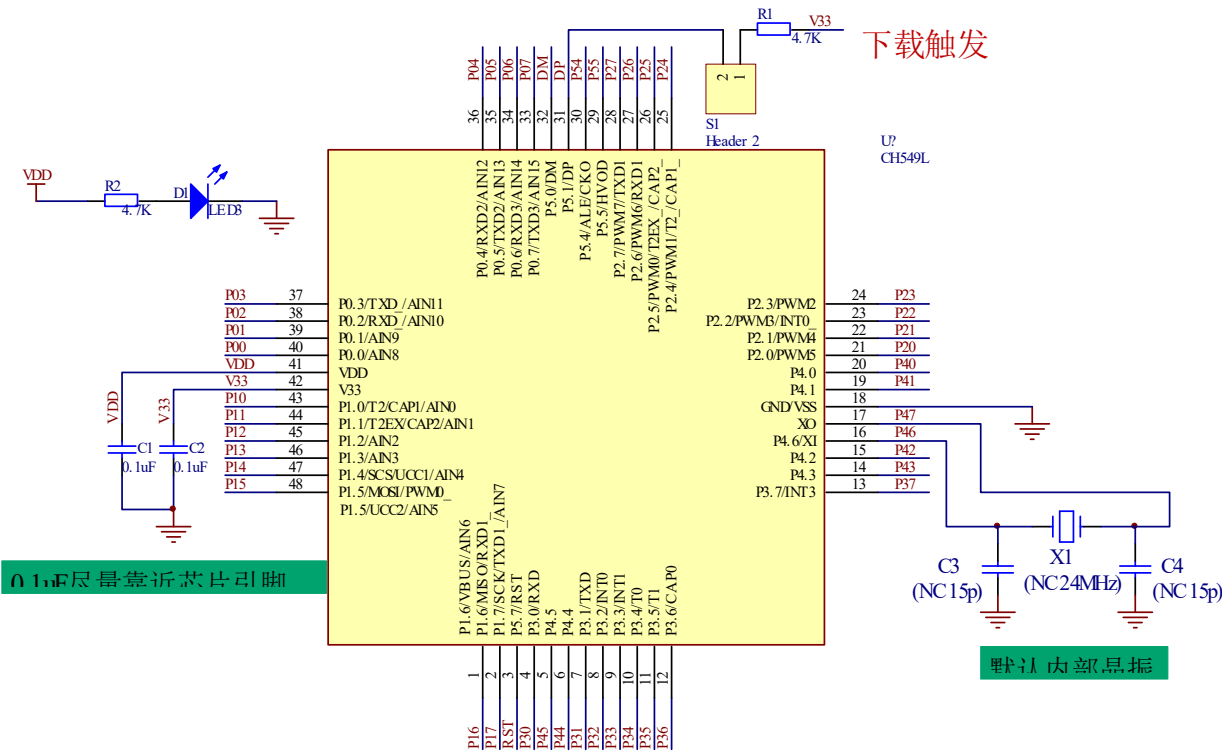 R1
V33
4.7K
下载触发
P04
P05
P06
P07
DM
DP
P54
P55
P27
P26
P25
P24
2
1
36
35
34
33
32
31
30
29
28
27
26
25
S1
Header 2
U?
CH549L
VDD
R2
4.7K
D1
LED3
P0.4/RXD2/AIN12
P0.5/TXD2/AIN13
P0.6/RXD3/AIN14
P0.7/TXD3/AIN15
P5.0/DM
P5.1/DP
P5.4/ALE/CKO
P5.5/HVOD
P2.7/PWM7/TXD1
P2.6/PWM6/RXD1
P2.5/PWM0/T2EX_/CAP2_
P2.4/PWM1/T2_/CAP1_
P03 37 P0.3/TXD_/AIN11
P02 38 P0.2/RXD_/AIN10
P01 39 P0.1/AIN9
P00 40 P0.0/AIN8
VDD 41 VDD
V33 42 V33
P10 43 P1.0/T2/CAP1/AIN0
P11 44 P1.1/T2EX/CAP2/AIN1
P12 45 P1.2/AIN2
P13 46 P1.3/AIN3
P14 47 P1.4/SCS/UCC1/AIN4
P15 48 P1.5/MOSI/PWM0_
P1.5/UCC2/AIN5
P2.3/PWM2 24 P23
P2.2/PWM3/INT0_ 23 P22
P2.1/PWM4 22 P21
P2.0/PWM5 21 P20
P4.0 20 P40
P4.1 19 P41
GND/VSS 18
XO 17 P47
P4.6/XI 16 P46
P4.2 15 P42
P4.3 14 P43
P3.7/INT3 13 P37
VDD
V33
C1
0.1uF
C2
0.1uF
0.1uF尽量靠近芯片引脚
C3
(NC15p)
X1
(NC24MHz)
C4
(NC15p)
默认内部晶振
P1.6/VBUS/AIN6
P1.6/MISO/RXD1_
P1.7/SCK/TXD1_/AIN7
P5.7/RST
P3.0/RXD
P4.5
P4.4
P3.1/TXD
P3.2/INT0
P3.3/INT1
P3.4/T0
P3.5/T1
P3.6/CAP0
1
2
3
4
5
6
7
8
9
10
11
12
P16
P17
RST
P30
P45
P44
P31
P32
P33
P34
P35
P36